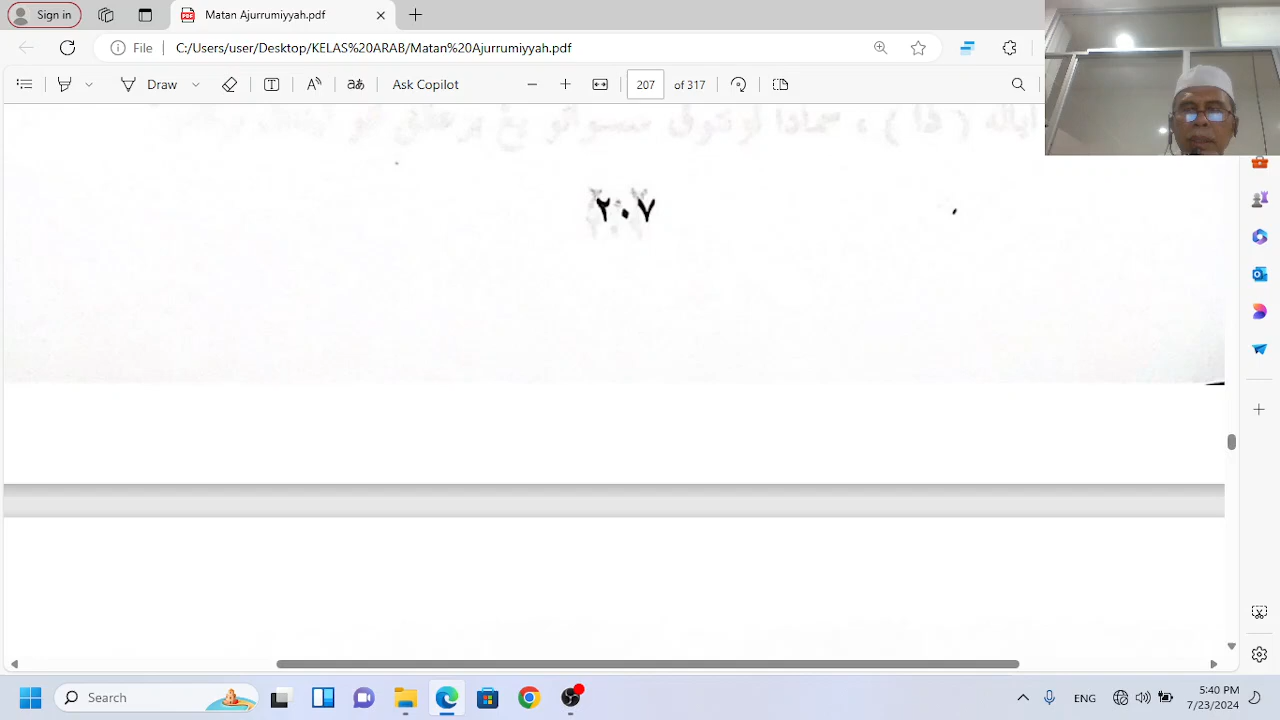 Sign in
Matan Ajurrumiyyah.pdf
File
C:/Users/user/Desktop/KELAS%20ARAB/Matan%20Ajurrumiyyah.pdf
Draw
Ask Copilot
207 of 317
٢٠٧
Search
ENG
5:40 PM
7/23/2024